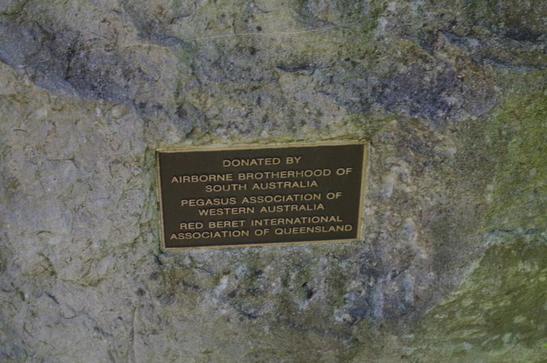 DONATED BY
AIRBORNE BROTHERHOOD OF
SOUTH AUSTRALIA
PEGASUS ASSOCIATION OF
WESTERN AUSTRALIA
RED BERET INTERNATIONAL
ASSOCIATION OF QUEENSLAND.